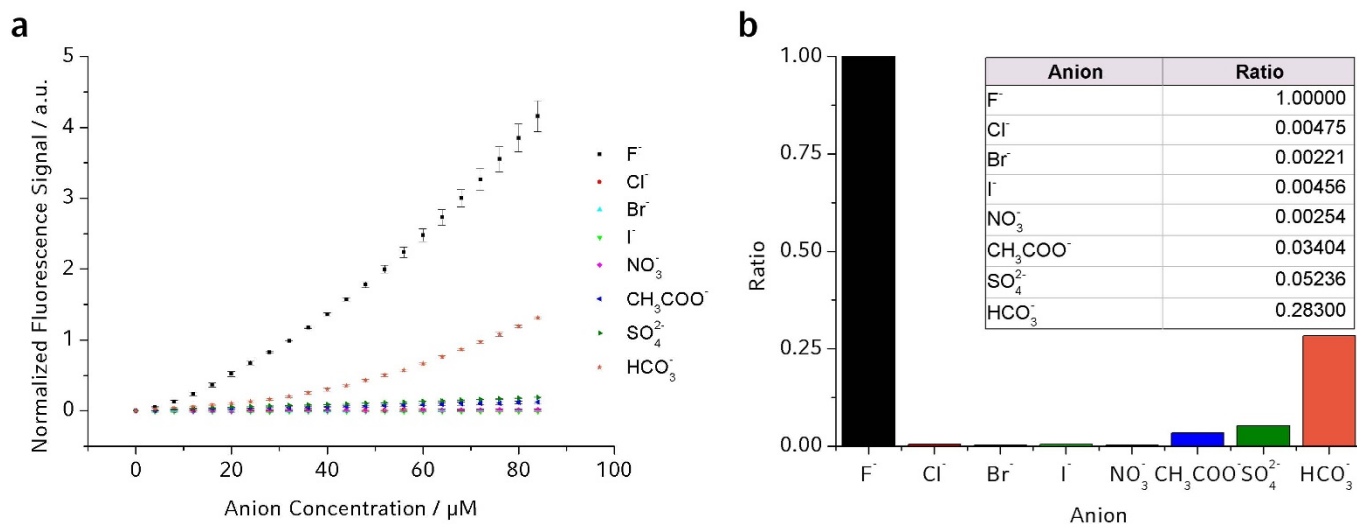 a
Normalized Fluorescence Signal / a.u.
5
4
3
2
1
0
0 20 40 60 80 100
Anion Concentration / µM
F⁻
Cl⁻
Br⁻
I⁻
NO₃⁻
CH₃COO⁻
SO₄²⁻
HCO₃⁻
b
Ratio
1.00
0.75
0.50
0.25
0.00
Anion Ratio
F⁻ 1.00000
Cl⁻ 0.00475
Br⁻ 0.00221
I⁻ 0.00456
NO₃⁻ 0.00254
CH₃COO⁻ 0.03404
SO₄²⁻ 0.05236
HCO₃⁻ 0.28300
F⁻ Cl⁻ Br⁻ I⁻ NO₃⁻ CH₃COO⁻ SO₄²⁻ HCO₃⁻
Anion